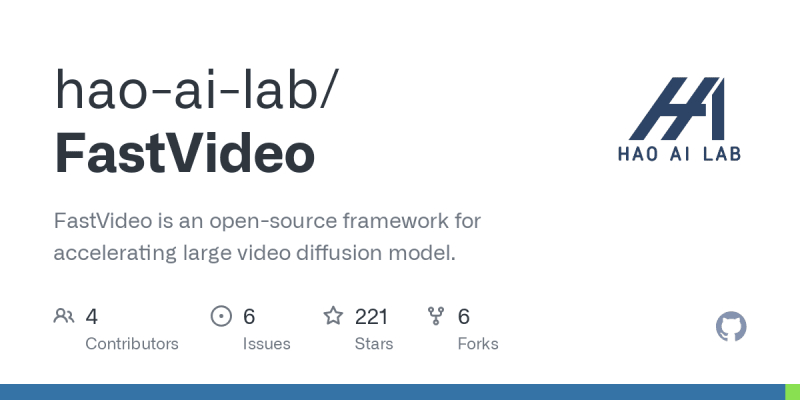 hao-ai-lab/
FastVideo
HAO AI LAB
FastVideo is an open-source framework for
accelerating large video diffusion model.
4
Contributors
6
Issues
221
Stars
6
Forks